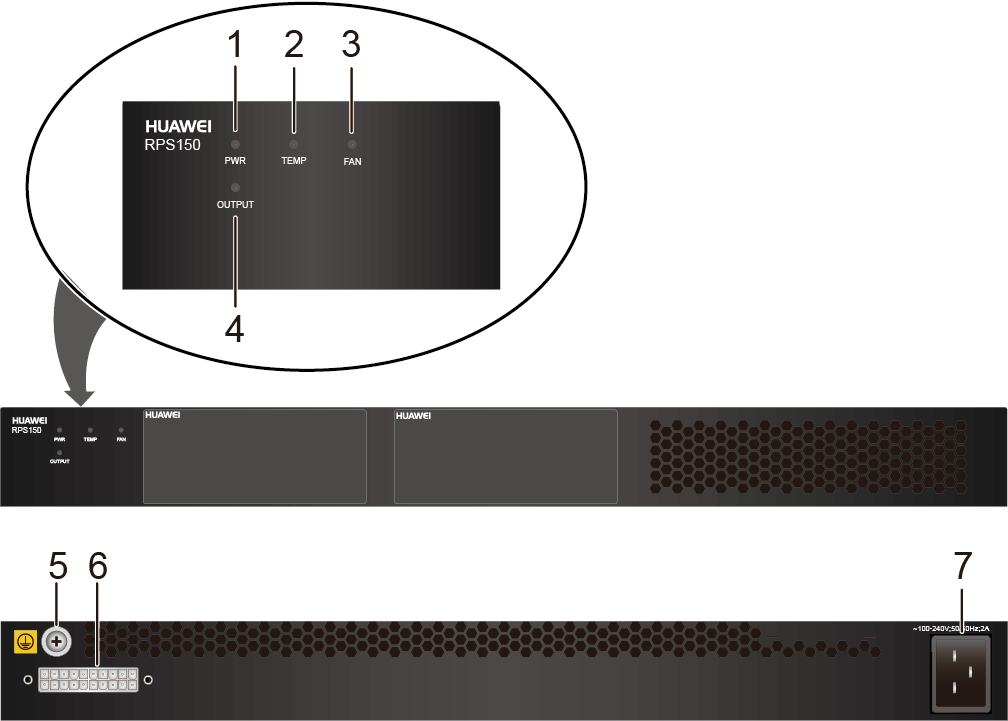 1 2 3
HUAWEI
RPS150
PWR TEMP FAN
OUTPUT
4
HUAWEI
RPS150
PWR TEMP FAN
OUTPUT
HUAWEI
HUAWEI
5 6 7
~100-240V;50/60Hz;2A